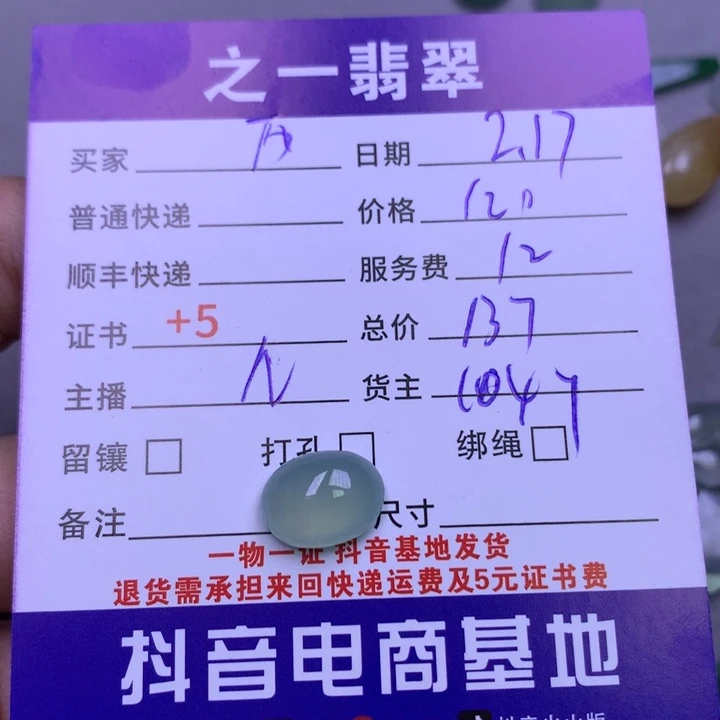 之一翡翠
买家 日期 2.17
普通快递 价格 120
顺丰快递 服务费 12
证书 +5 总价 137
主播 N 货主
留镶 打孔 绑绳
备注 尺寸
一物一证 抖音基地发货
退货需承担来回快递运费及5元证书费
抖音电商基地